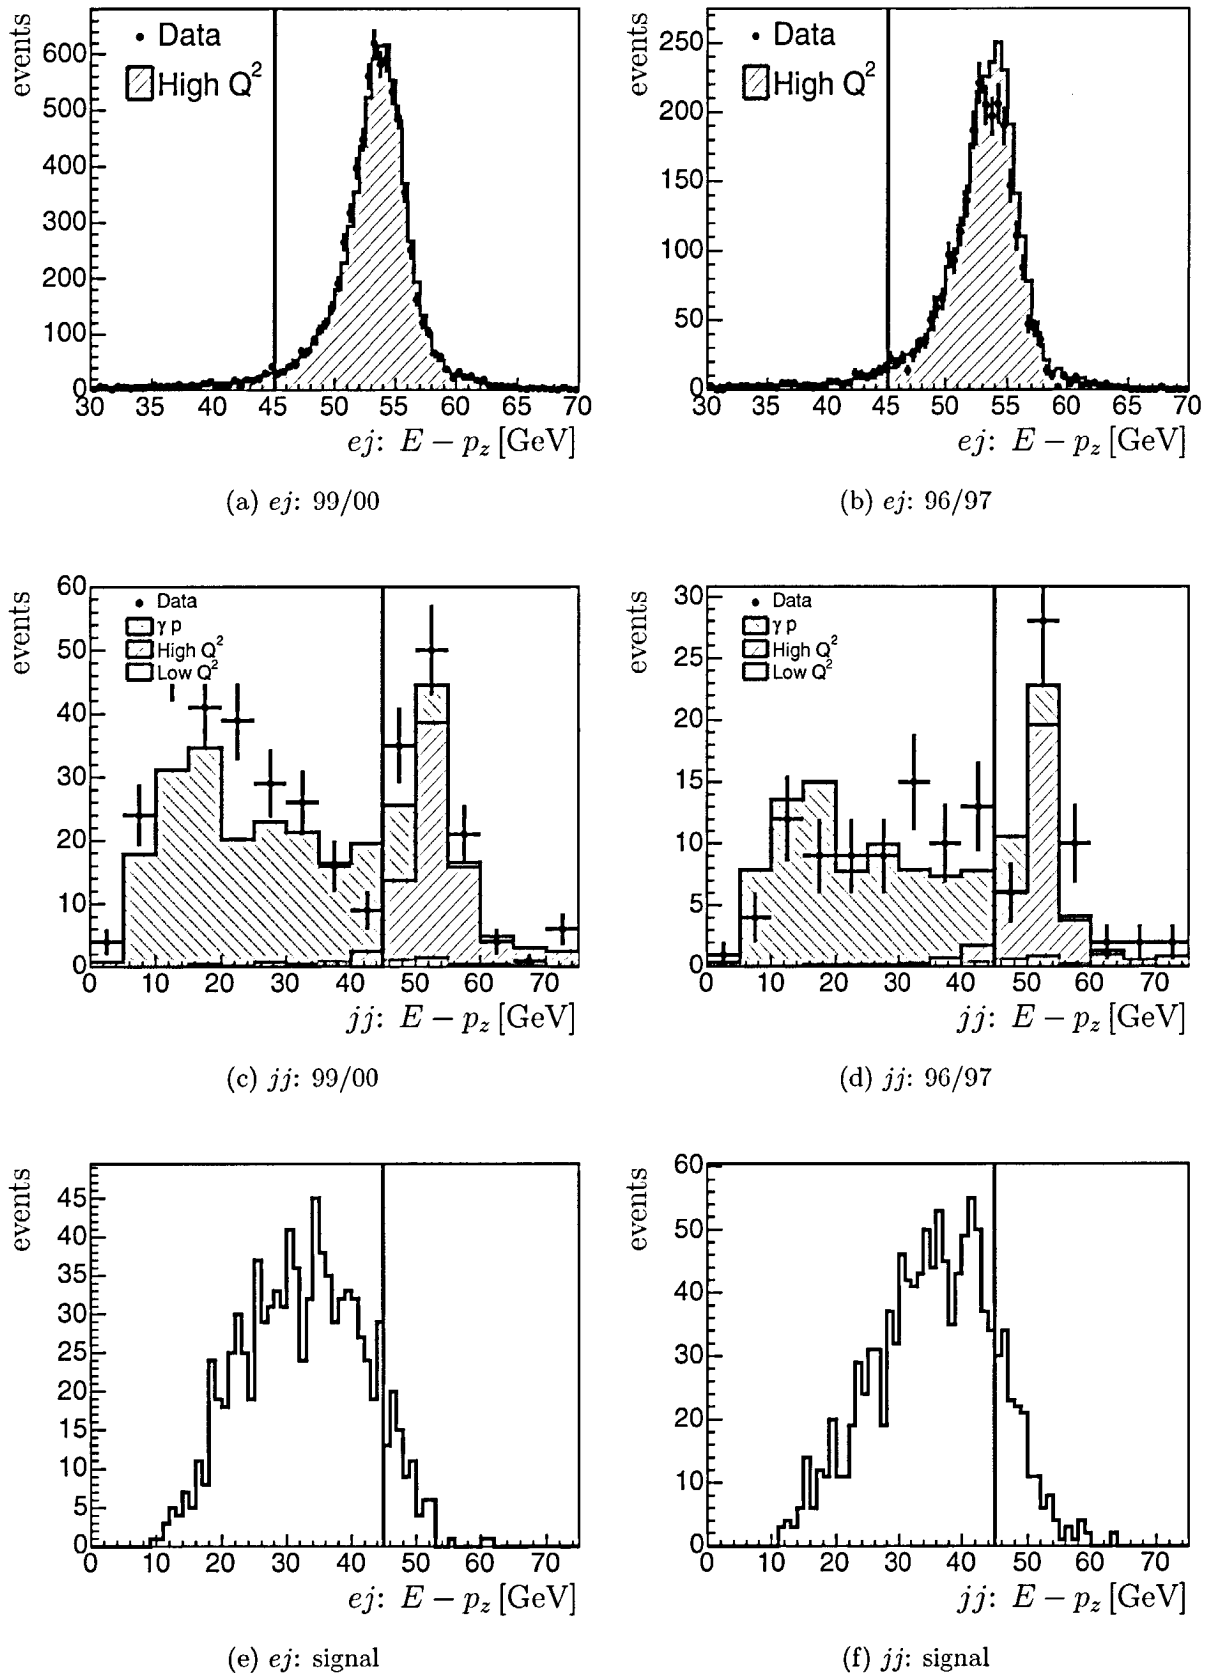 events
600
500
400
300
200
100
0
Data
High Q²
30 35 40 45 50 55 60 65 70
ej: E − p_z [GeV]
(a) ej: 99/00
events
250
200
150
100
50
0
Data
High Q²
30 35 40 45 50 55 60 65 70
ej: E − p_z [GeV]
(b) ej: 96/97
events
60
50
40
30
20
10
0
Data
γ p
High Q²
Low Q²
0 10 20 30 40 50 60 70
jj: E − p_z [GeV]
(c) jj: 99/00
events
30
25
20
15
10
5
0
Data
γ p
High Q²
Low Q²
0 10 20 30 40 50 60 70
jj: E − p_z [GeV]
(d) jj: 96/97
events
45
40
35
30
25
20
15
10
5
0
0 10 20 30 40 50 60 70
ej: E − p_z [GeV]
(e) ej: signal
events
60
50
40
30
20
10
0
0 10 20 30 40 50 60 70
jj: E − p_z [GeV]
(f) jj: signal